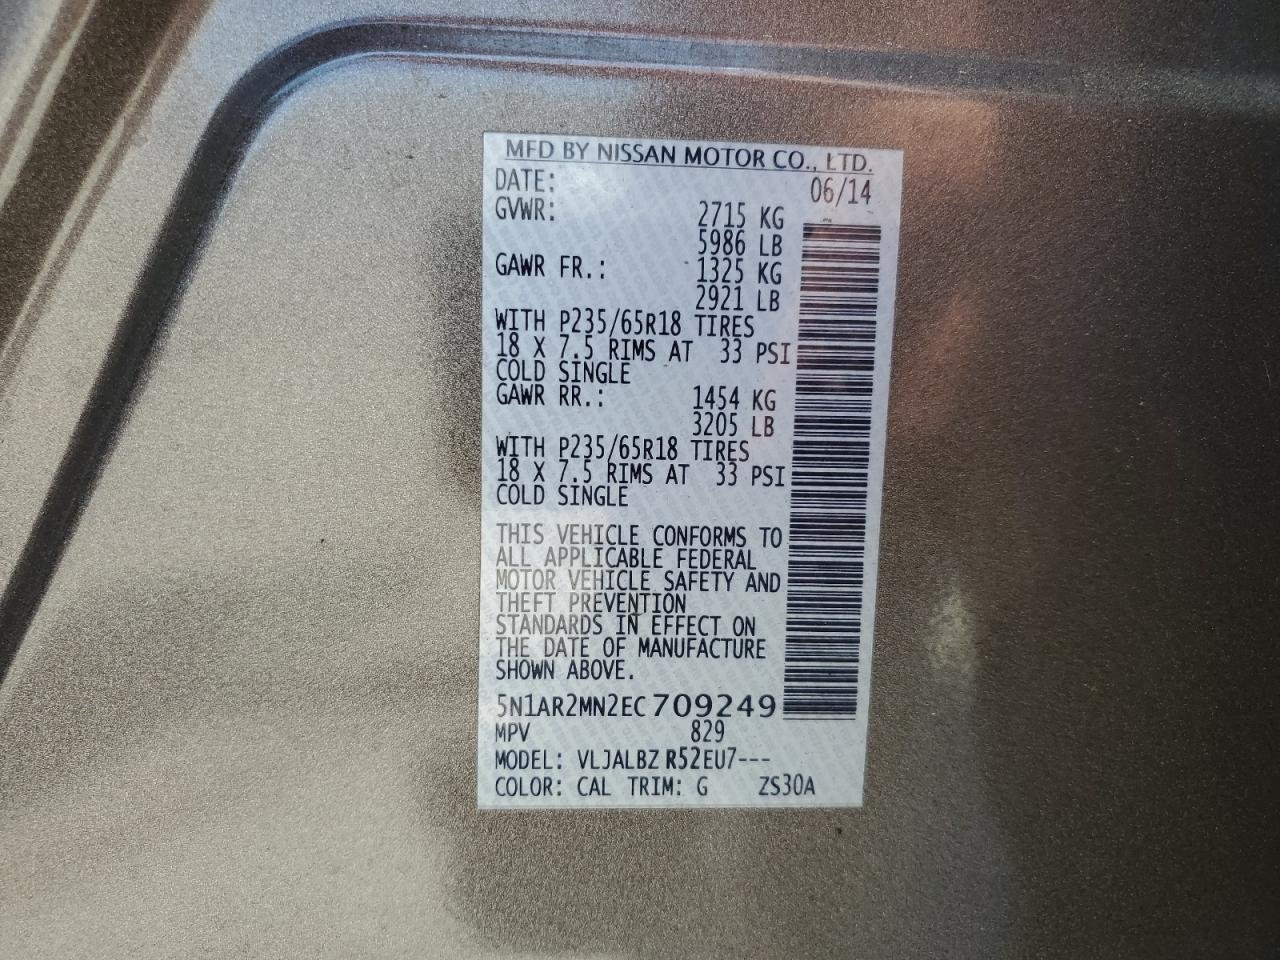 MFD BY NISSAN MOTOR CO., LTD.
DATE: 06/14
GVWR: 2715 KG
5986 LB
GAWR FR.: 1325 KG
2921 LB
WITH P235/65R18 TIRES
18 X 7.5 RIMS AT 33 PSI
COLD SINGLE
GAWR RR.: 1454 KG
3205 LB
WITH P235/65R18 TIRES
18 X 7.5 RIMS AT 33 PSI
COLD SINGLE
THIS VEHICLE CONFORMS TO
ALL APPLICABLE FEDERAL
MOTOR VEHICLE SAFETY AND
THEFT PREVENTION
STANDARDS IN EFFECT ON
THE DATE OF MANUFACTURE
SHOWN ABOVE.
5N1AR2MN2EC709249
MPV 829
MODEL: VLJALBZ R52EU7---
COLOR: CAL TRIM: G ZS30A